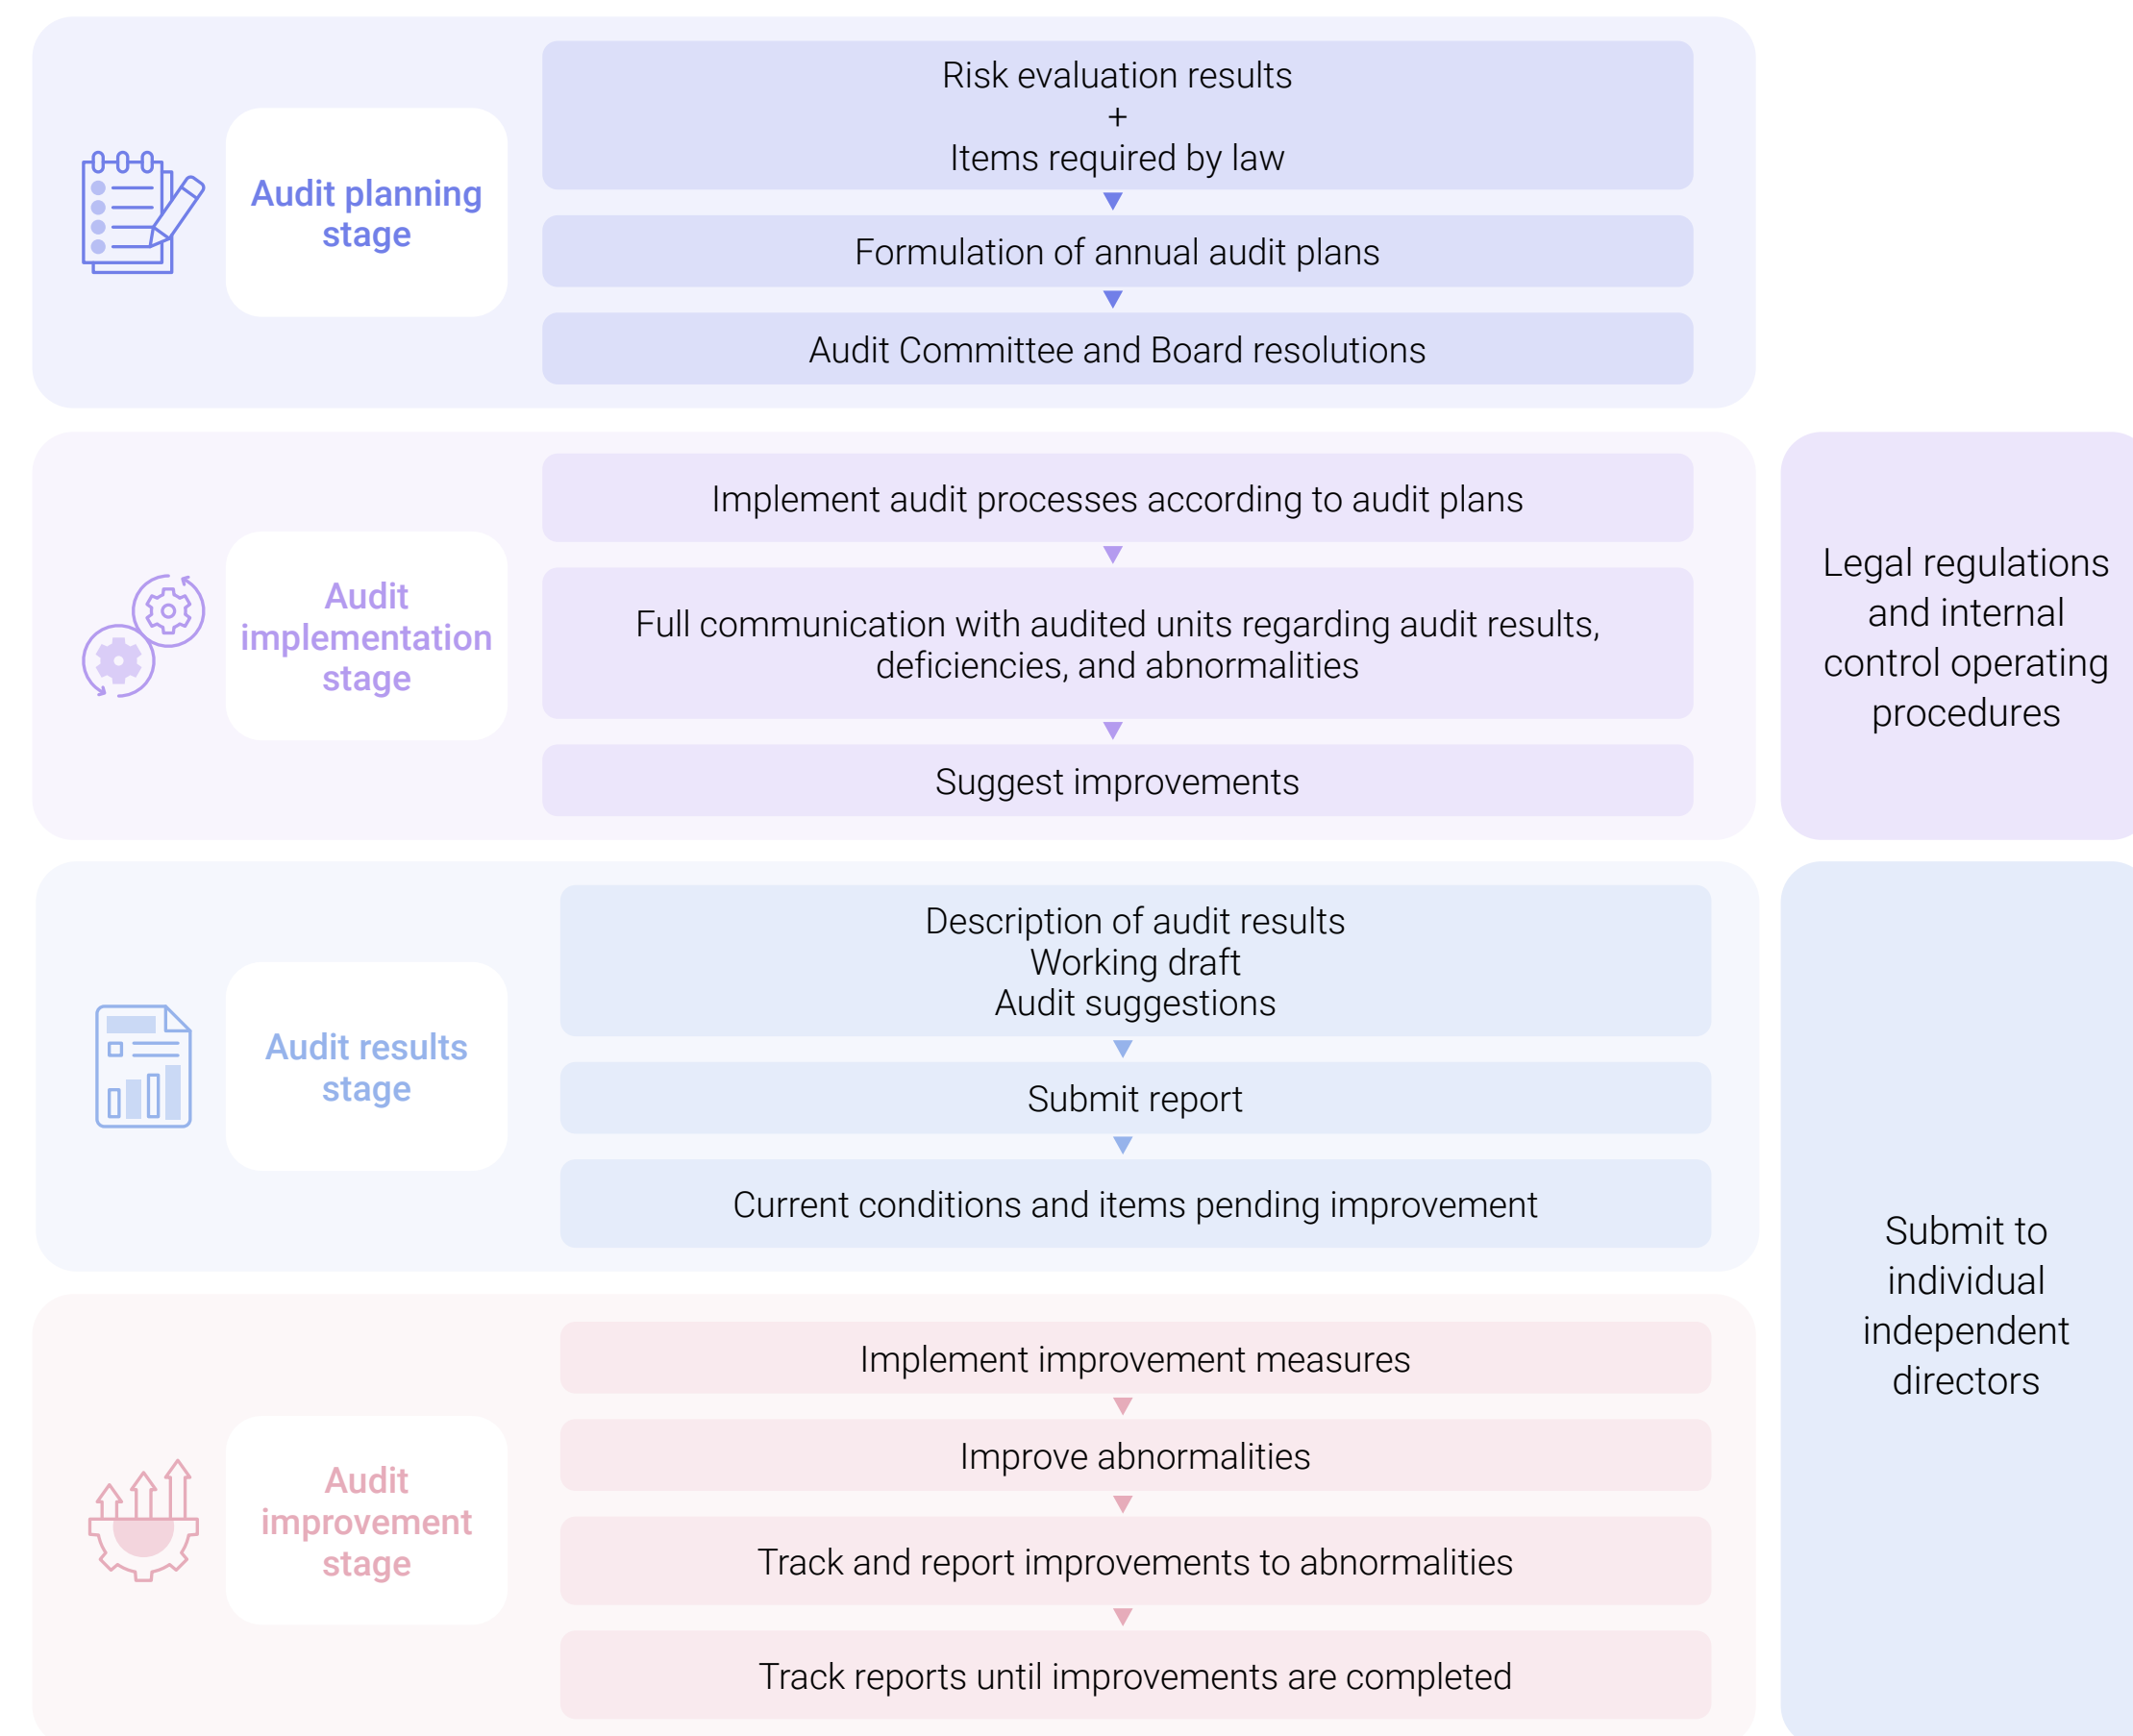 Audit planning
stage
Risk evaluation results
+
Items required by law
Formulation of annual audit plans
Audit Committee and Board resolutions
Audit
implementation
stage
Implement audit processes according to audit plans
Full communication with audited units regarding audit results,
deficiencies, and abnormalities
Suggest improvements
Legal regulations
and internal
control operating
procedures
Audit results
stage
Description of audit results
Working draft
Audit suggestions
Submit report
Current conditions and items pending improvement
Audit
improvement
stage
Implement improvement measures
Improve abnormalities
Track and report improvements to abnormalities
Track reports until improvements are completed
Submit to
individual
independent
directors